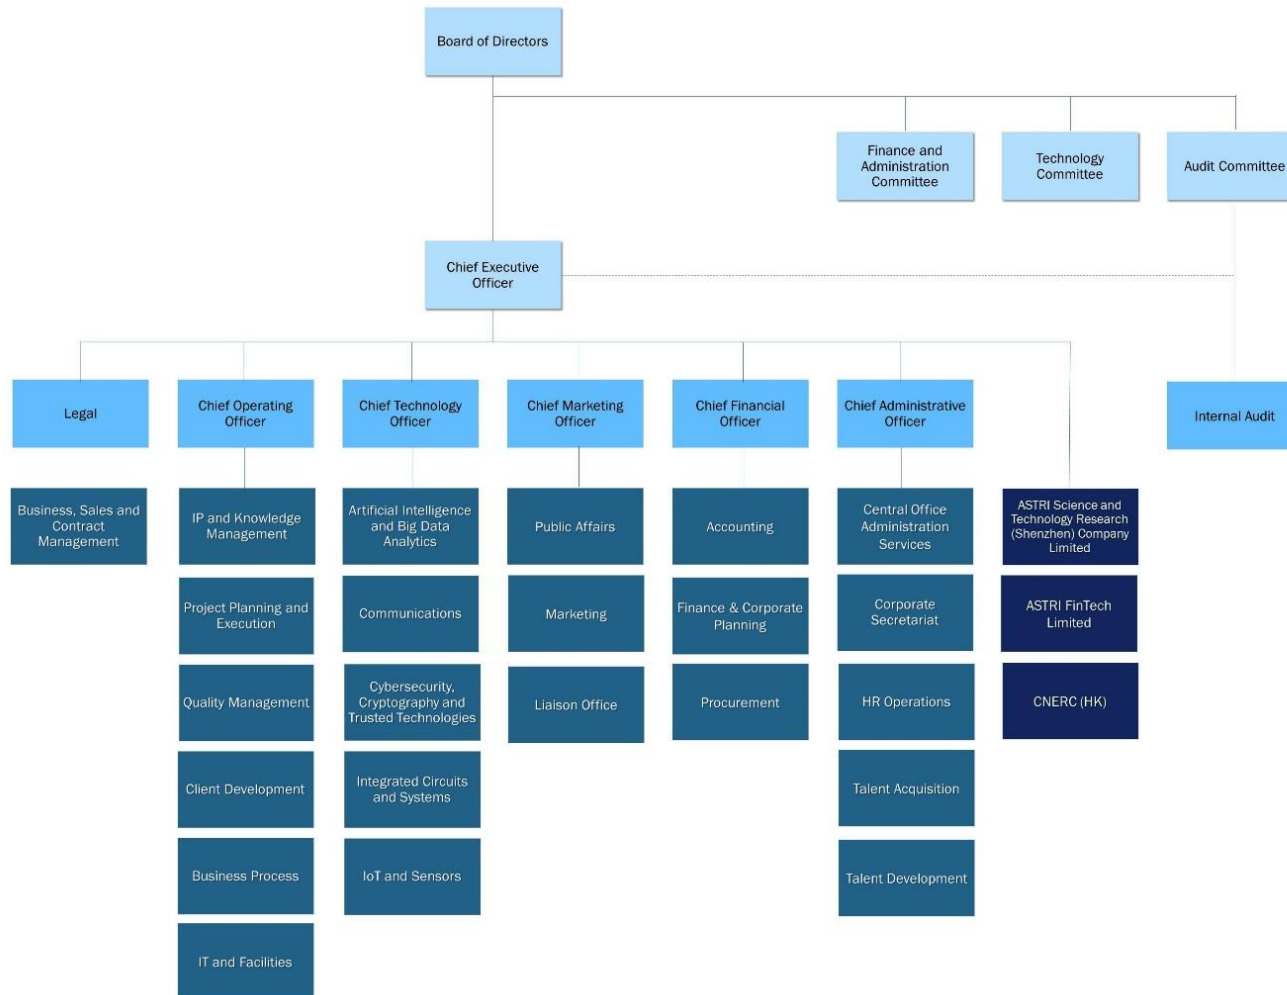 Board of Directors
Finance and
Administration
Committee
Technology
Committee
Audit Committee
Chief Executive
Officer
Legal
Chief Operating
Officer
Chief Technology
Officer
Chief Marketing
Officer
Chief Financial
Officer
Chief Administrative
Officer
Internal Audit
Business, Sales and
Contract
Management
IP and Knowledge
Management
Artificial Intelligence
and Big Data
Analytics
Public Affairs
Accounting
Central Office
Administration
Services
ASTRI Science and
Technology Research
(Shenzhen) Company
Limited
Project Planning and
Execution
Communications
Marketing
Finance & Corporate
Planning
Corporate
Secretariat
ASTRI FinTech
Limited
Quality Management
Cybersecurity,
Cryptography and
Trusted Technologies
Liaison Office
Procurement
HR Operations
CNERC (HK)
Client Development
Integrated Circuits
and Systems
Talent Acquisition
Business Process
IoT and Sensors
Talent Development
IT and Facilities